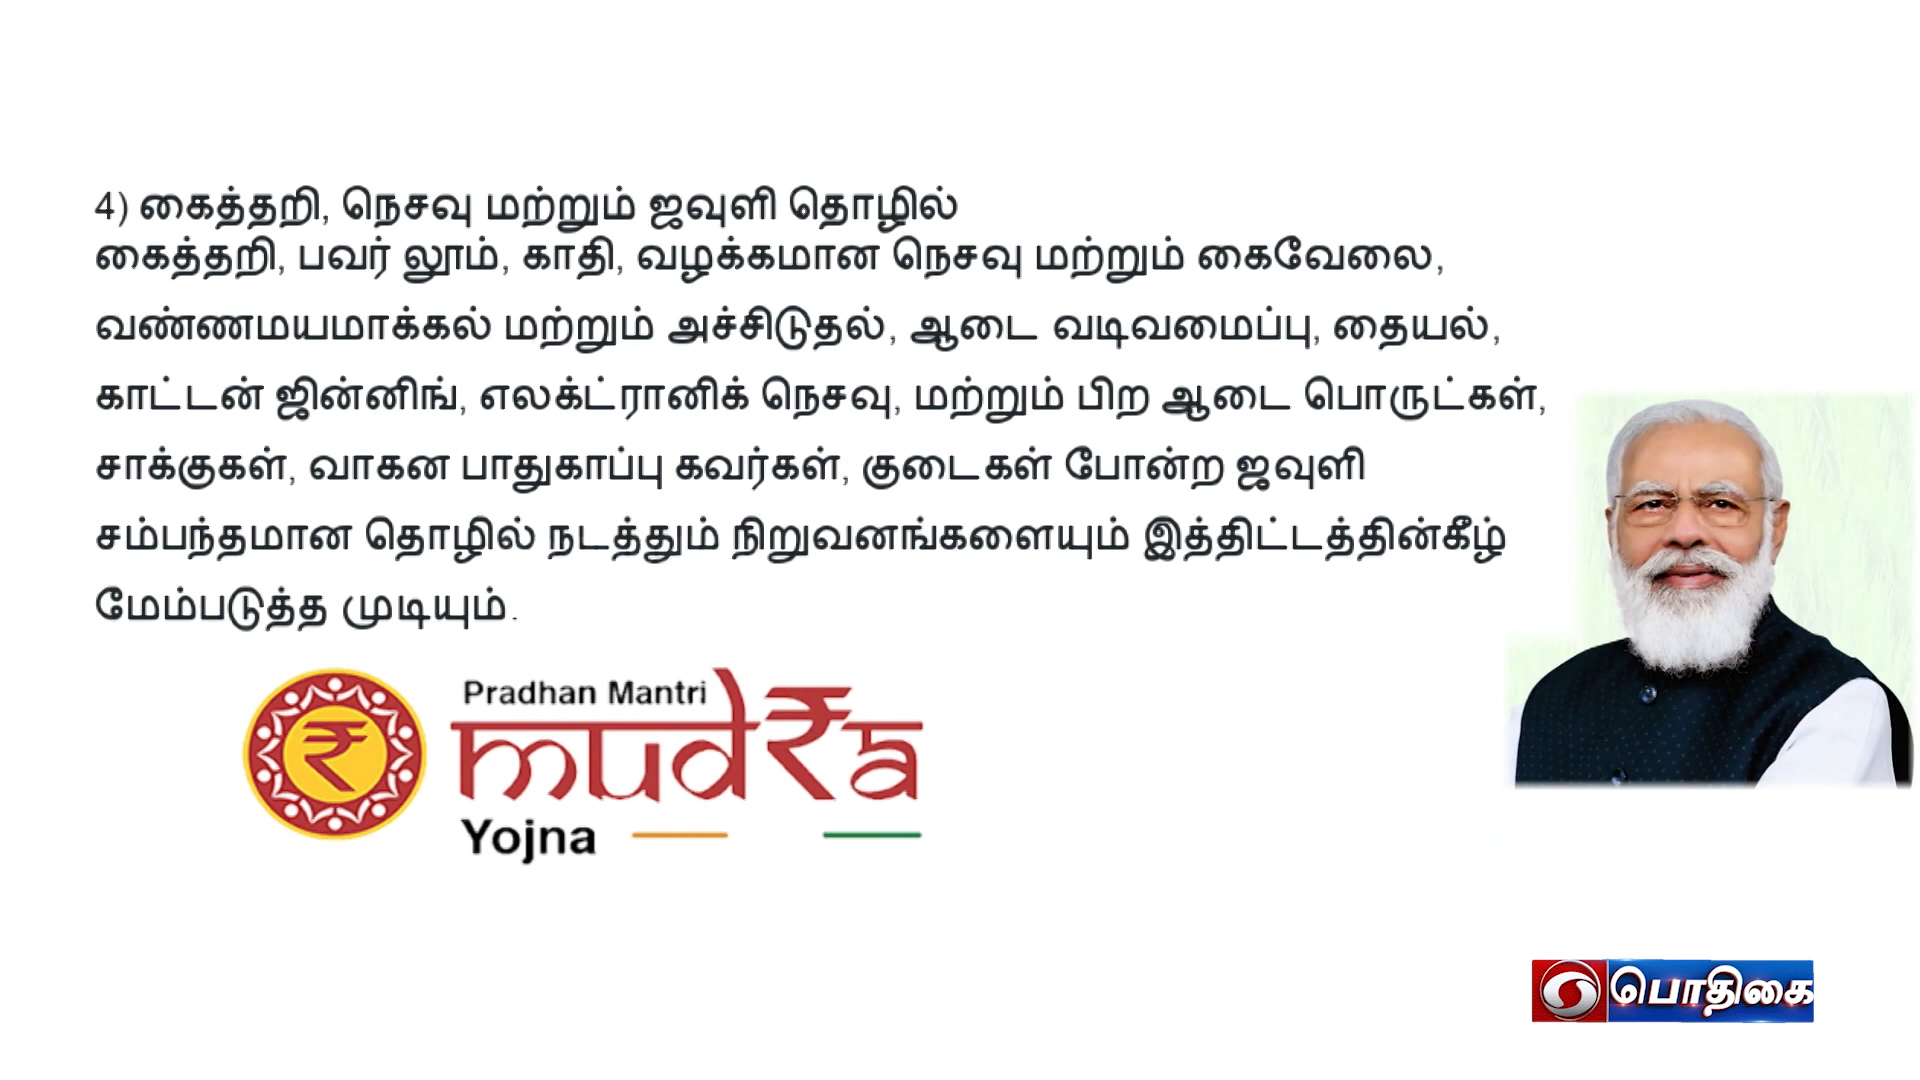 4) கைத்தறி, நெசவு மற்றும் ஜவுளி தொழில்
கைத்தறி, பவர் லூம், காதி, வழக்கமான நெசவு மற்றும் கைவேலை,
வண்ணமயமாக்கல் மற்றும் அச்சிடுதல், ஆடை வடிவமைப்பு, தையல்,
காட்டன் ஜின்னிங், எலக்ட்ரானிக் நெசவு, மற்றும் பிற ஆடை பொருட்கள்,
சாக்குகள், வாகன பாதுகாப்பு கவர்கள், குடைகள் போன்ற ஜவுளி
சம்பந்தமான தொழில் நடத்தும் நிறுவனங்களையும் இத்திட்டத்தின்கீழ்
மேம்படுத்த முடியும்.
Pradhan Mantri
mudRa
Yojna
பொதிகை